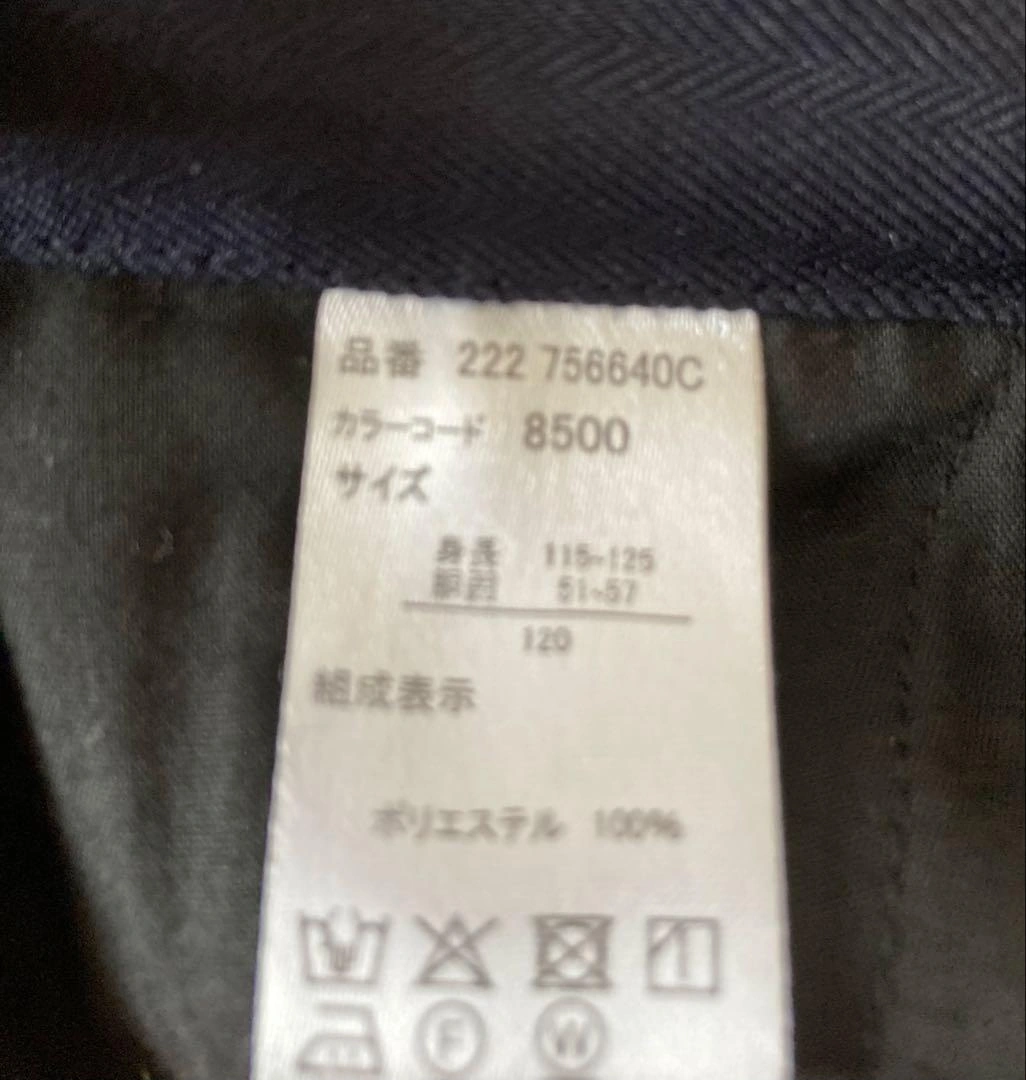 品番 222 756640C
カラーコード 8500
サイズ
身長 115~125
胴囲 51~57
120
組成表示
ポリエステル 100%
F W